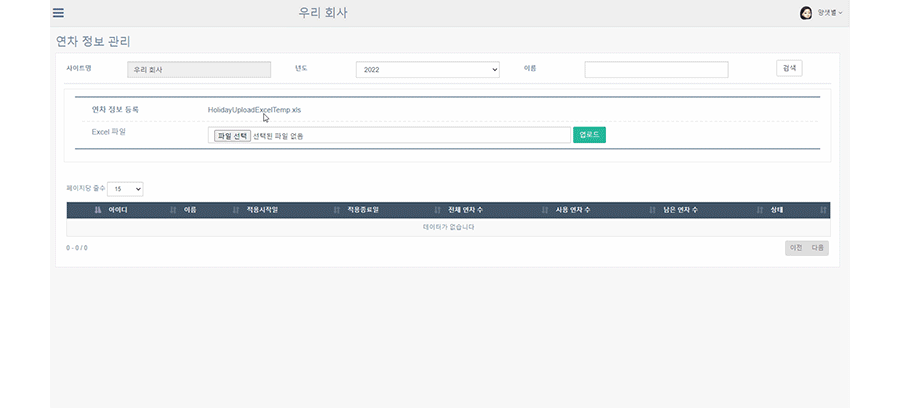 우리 회사
양샛별
연차 정보 관리
사이트명 우리 회사 년도 2022 이름 검색
연차 정보 등록 HolidayUploadExcelTemp.xls
Excel 파일 파일 선택 선택된 파일 없음 업로드
페이지당 줄수 15
아이디 이름 적용시작일 적용종료일 전체 연차 수 사용 연차 수 남은 연차 수 상태
데이터가 없습니다
0 - 0 / 0 이전 다음